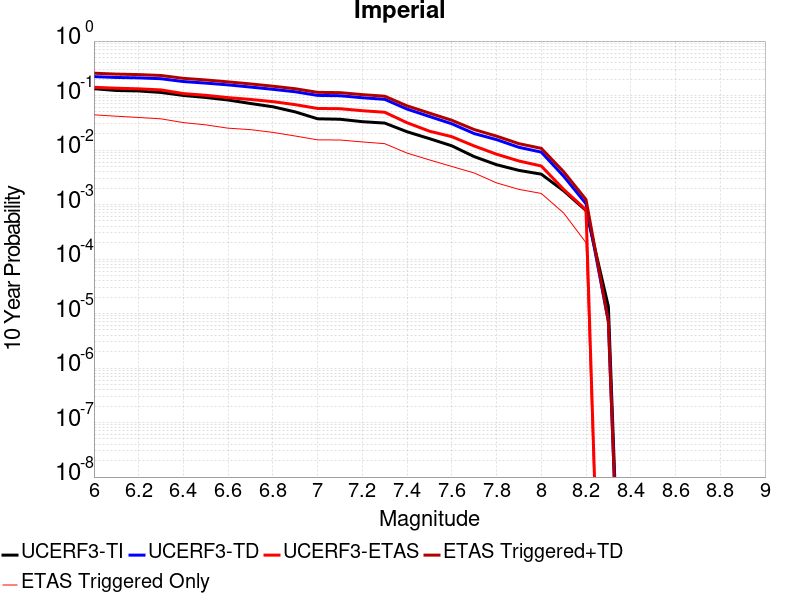 Imperial
10^0
10^-1
10^-2
10^-3
10^-4
10^-5
10^-6
10^-7
10^-8
10 Year Probability
6 6.2 6.4 6.6 6.8 7 7.2 7.4 7.6 7.8 8 8.2 8.4 8.6 8.8 9
Magnitude
UCERF3-TI UCERF3-TD UCERF3-ETAS ETAS Triggered+TD
ETAS Triggered Only